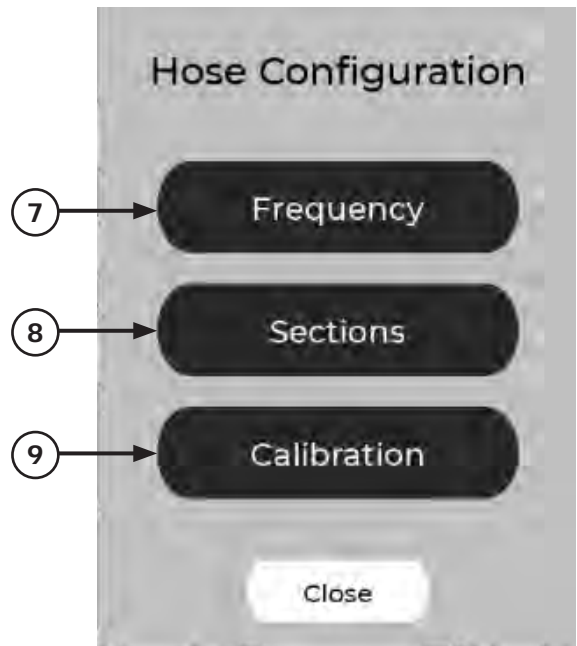 Hose Configuration
7 Frequency
8 Sections
9 Calibration
Close